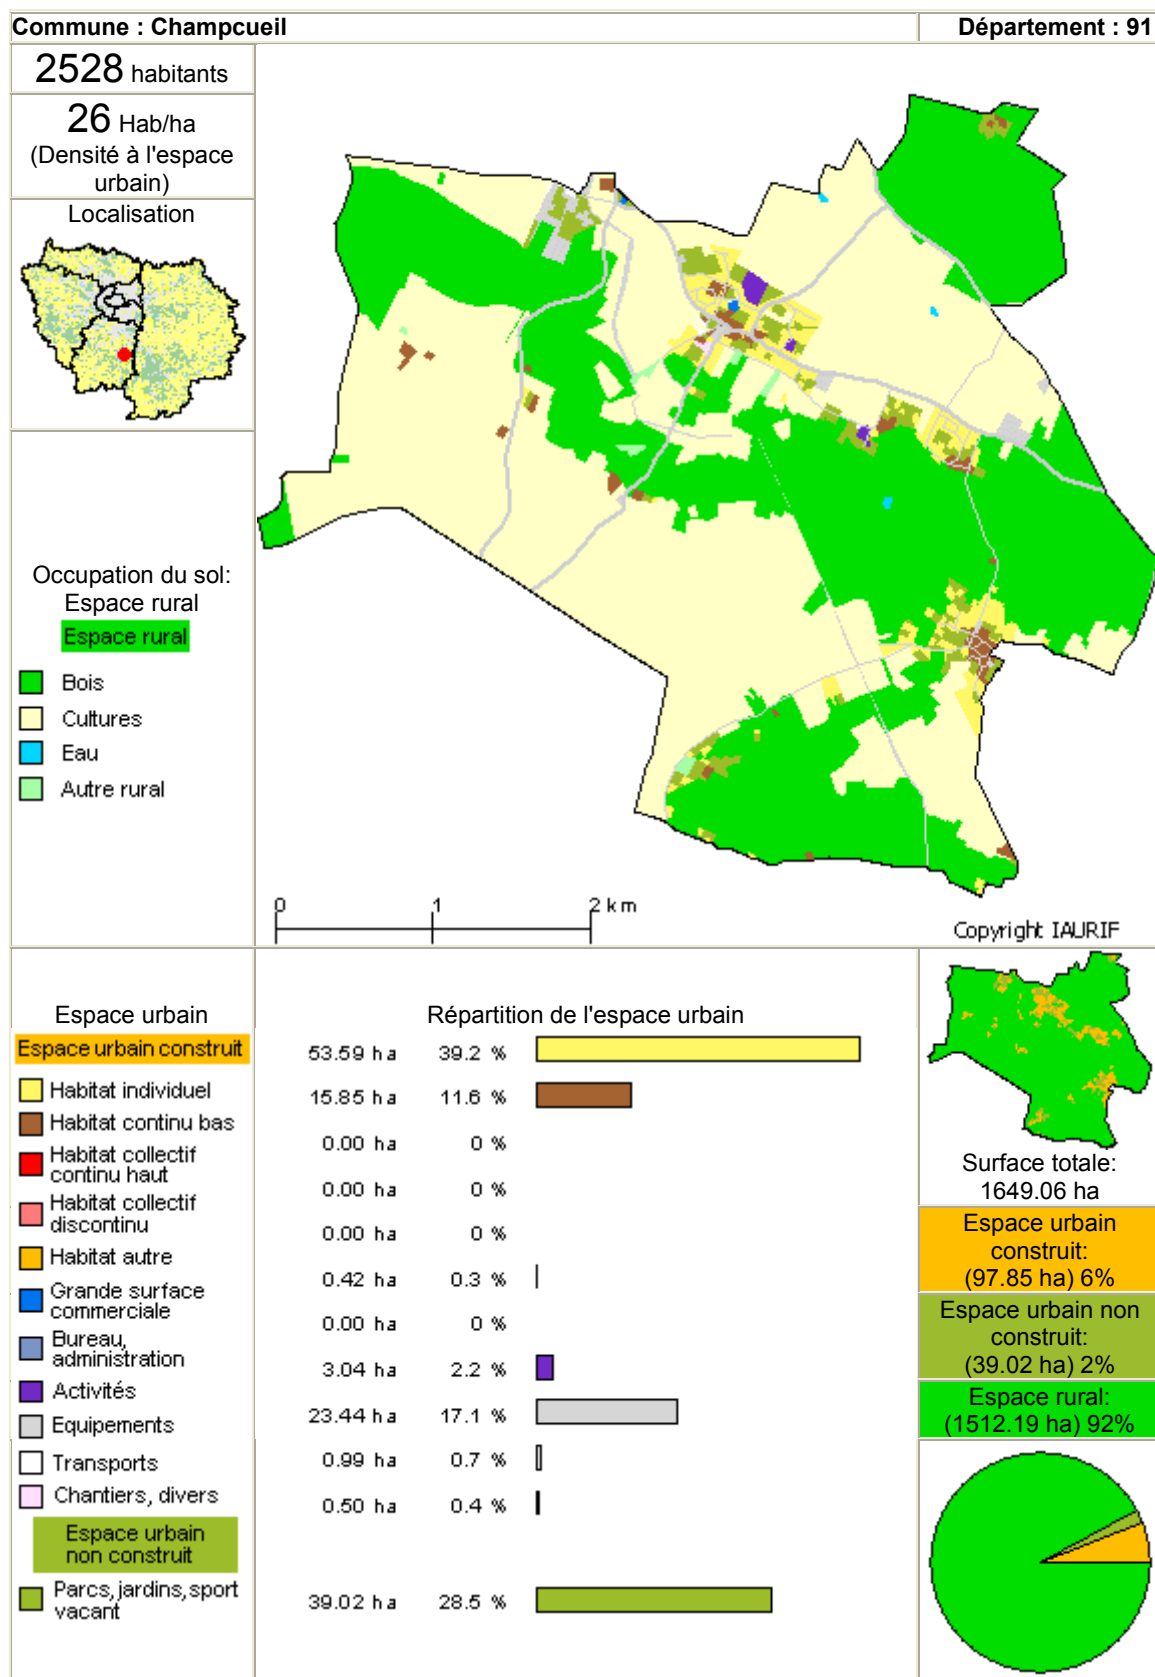 Commune : Champcueil
Département : 91
2528 habitants
26 Hab/ha
(Densité à l'espace
urbain)
Localisation
Occupation du sol:
Espace rural
Espace rural
Bois
Cultures
Eau
Autre rural
0 1 2 km
Copyright IAURIF
Espace urbain
Espace urbain construit
Habitat individuel
Habitat continu bas
Habitat collectif
continu haut
Habitat collectif
discontinu
Habitat autre
Grande surface
commerciale
Bureau,
administration
Activités
Equipements
Transports
Chantiers, divers
Espace urbain
non construit
Parcs, jardins, sport
vacant
Répartition de l'espace urbain
53.59 ha 39.2 %
15.85 ha 11.6 %
0.00 ha 0 %
0.00 ha 0 %
0.00 ha 0 %
0.42 ha 0.3 %
0.00 ha 0 %
3.04 ha 2.2 %
23.44 ha 17.1 %
0.99 ha 0.7 %
0.50 ha 0.4 %
39.02 ha 28.5 %
Surface totale:
1649.06 ha
Espace urbain
construit:
(97.85 ha) 6%
Espace urbain non
construit:
(39.02 ha) 2%
Espace rural:
(1512.19 ha) 92%